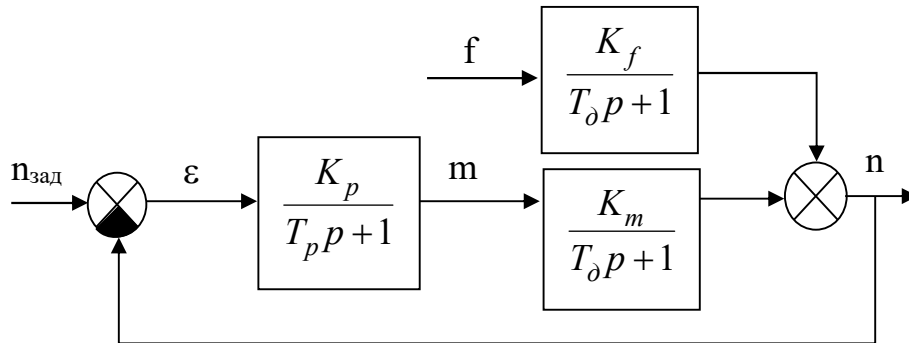 f
K_f
T_∂ p + 1
n_зад
ε
K_p
T_p p + 1
m
K_m
T_∂ p + 1
n